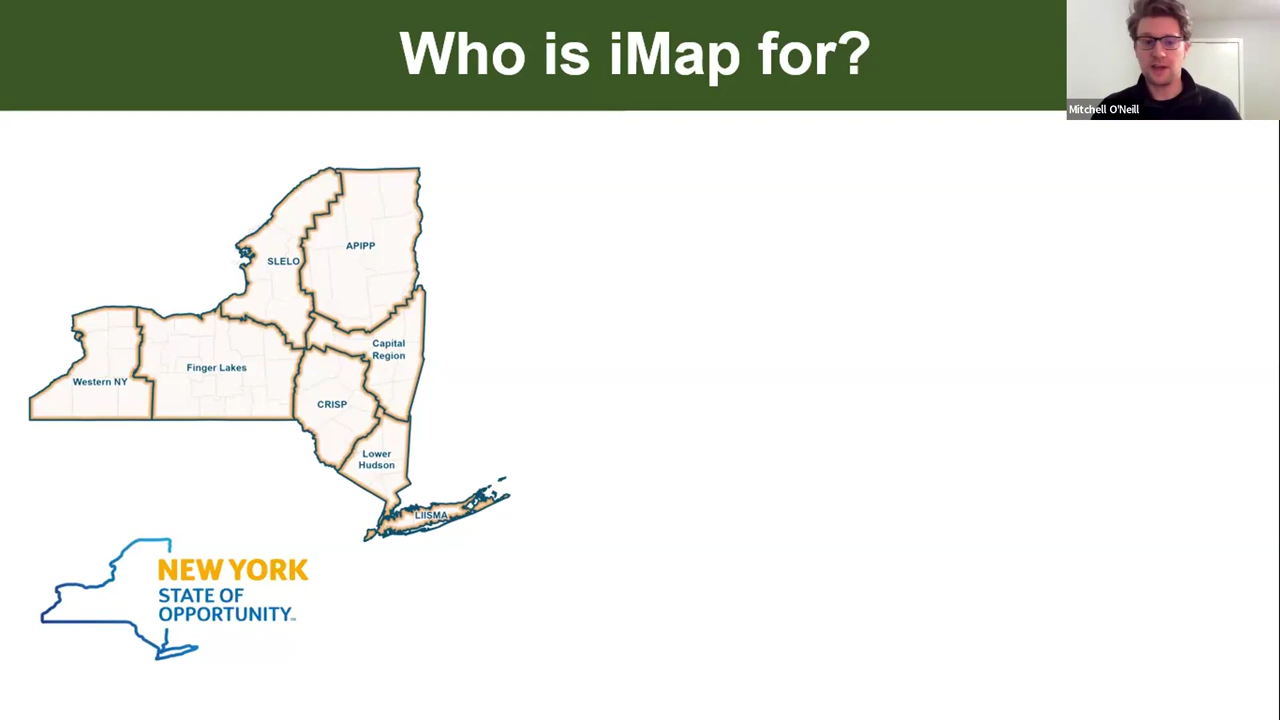 Who is iMap for?
Mitchell O'Neill
APIPP
SLELO
Capital
Region
Finger Lakes
Western NY
CRISP
Lower
Hudson
LIISMA
NEW YORK
STATE OF
OPPORTUNITY™